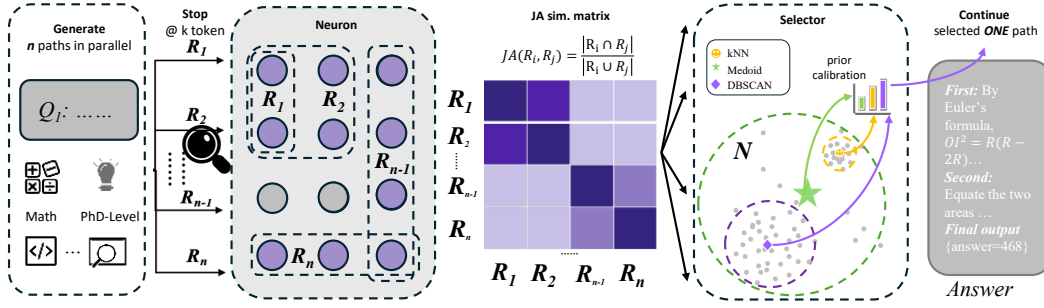 Generate
n paths in parallel
Q1: ... ...
Math
PhD-Level
...
Stop
@ k token
R1
R2
Rn-1
Rn
Neuron
R1
R2
Rn-1
Rn
JA sim. matrix
JA(Ri, Rj) = |Ri ∩ Rj| / |Ri ∪ Rj|
R1
R2
......
Rn-1
Rn
R1
R2
......
Rn-1
Rn
Selector
kNN
Medoid
DBSCAN
prior
calibration
N
Continue
selected ONE path
First: By
Euler's
formula,
OI² = R(R −
2R)...
Second:
Equate the two
areas ...
Final output
{answer=468}
Answer